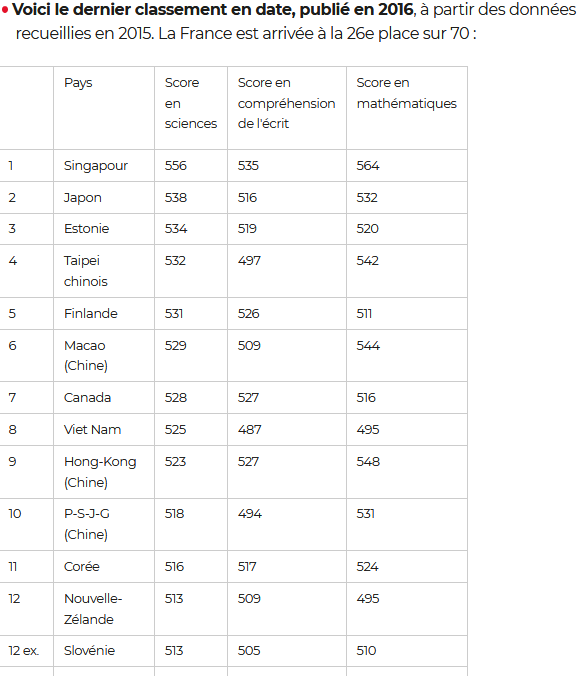 • Voici le dernier classement en date, publié en 2016, à partir des données
recueillies en 2015. La France est arrivée à la 26e place sur 70 :
Pays Score en sciences Score en compréhension de l'écrit Score en mathématiques
1 Singapour 556 535 564
2 Japon 538 516 532
3 Estonie 534 519 520
4 Taipei chinois 532 497 542
5 Finlande 531 526 511
6 Macao (Chine) 529 509 544
7 Canada 528 527 516
8 Viet Nam 525 487 495
9 Hong-Kong (Chine) 523 527 548
10 P-S-J-G (Chine) 518 494 531
11 Corée 516 517 524
12 Nouvelle-Zélande 513 509 495
12 ex. Slovénie 513 505 510